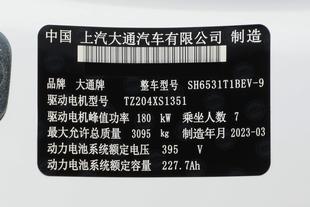 中国 上汽大通汽车有限公司 制造
品牌 大通牌 整车型号 SH6531T1BEV-9
驱动电机型号 TZ204XS1351
驱动电机峰值功率 180 kW 乘坐人数 7
最大允许总质量 3095 kg 制造年月 2023-03
动力电池系统额定电压 395 V
动力电池系统额定容量 227.7Ah